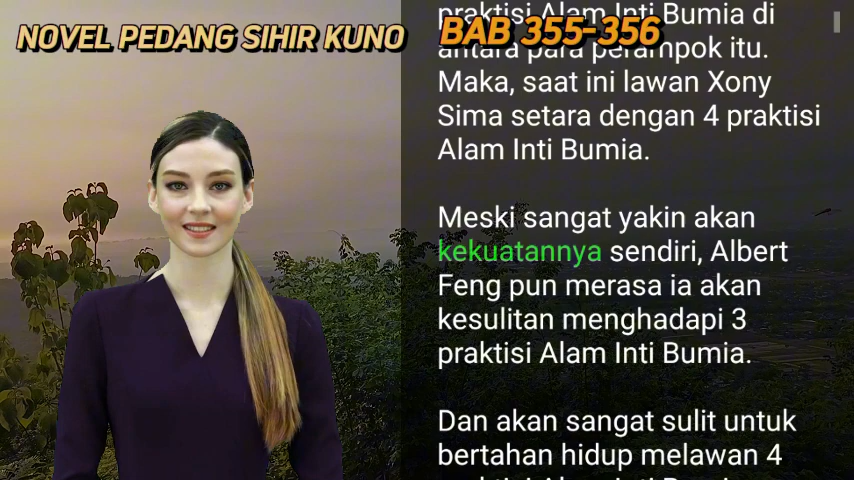 NOVEL PEDANG SIHIR KUNO
BAB 355-356
praktisi Alam Inti Bumia di
antara para perampok itu.
Maka, saat ini lawan Xony
Sima setara dengan 4 praktisi
Alam Inti Bumia.
Meski sangat yakin akan
kekuatannya sendiri, Albert
Feng pun merasa ia akan
kesulitan menghadapi 3
praktisi Alam Inti Bumia.
Dan akan sangat sulit untuk
bertahan hidup melawan 4